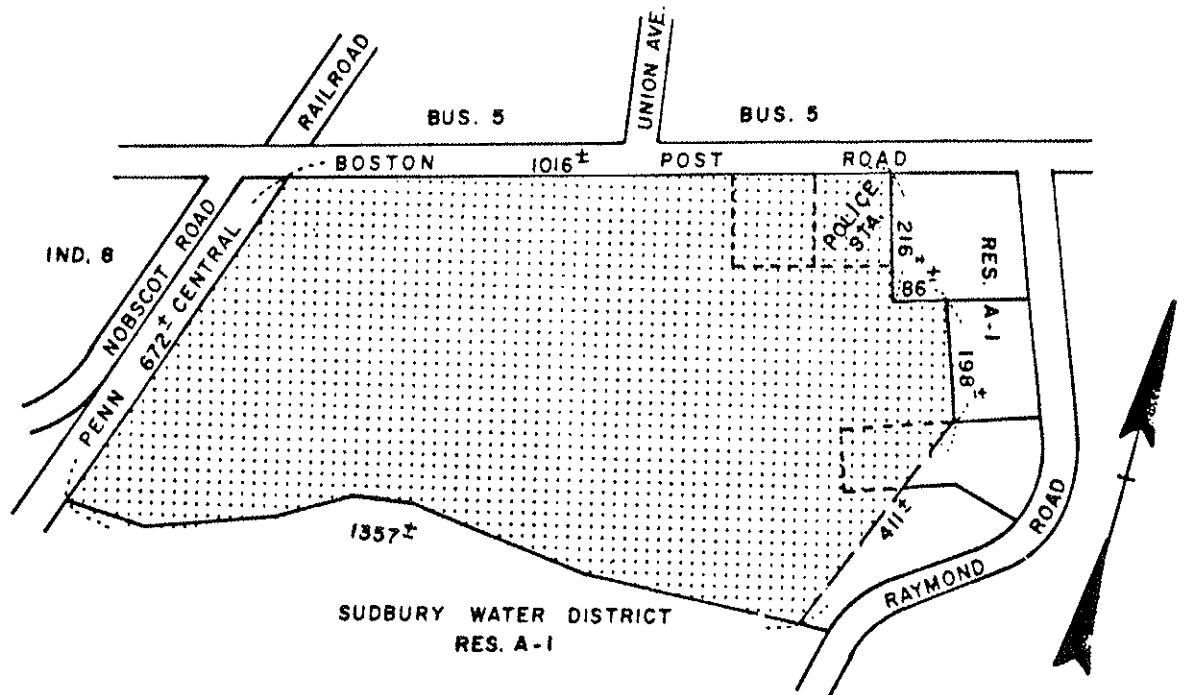 UNION AVE.
RAILROAD
BUS. 5
BUS. 5
BOSTON 1016± POST ROAD
IND. 8
NOBSCOT ROAD
PENN 672± CENTRAL
POLICE
STA.
216±
86±
RES. A-1
198±
411±
1357±
RAYMOND ROAD
SUDBURY WATER DISTRICT
RES. A-1